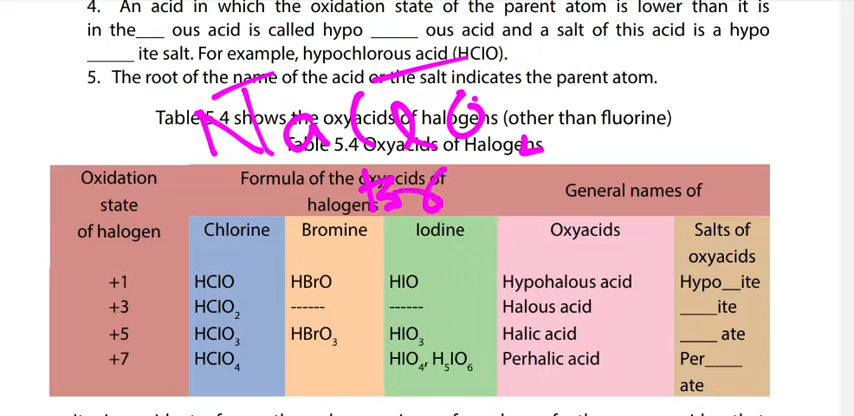 4. An acid in which the oxidation state of the parent atom is lower than it is
in the___ ous acid is called hypo _____ ous acid and a salt of this acid is a hypo
_____ ite salt. For example, hypochlorous acid (HClO).
5. The root of the name of the acid or the salt indicates the parent atom.
Table 5.4 shows the oxyacids of halogens (other than fluorine)
Table 5.4 Oxyacids of Halogens
NaClO2
Oxidation state of halogen
Formula of the oxyacids of halogens
General names of
Chlorine Bromine Iodine Oxyacids Salts of oxyacids
+1 HClO HBrO HIO Hypohalous acid Hypo__ite
+3 HClO₂ ------ ------ Halous acid ____ite
+5 HClO₃ HBrO₃ HIO₃ Halic acid ____ ate
+7 HClO₄ HIO₄, H₅IO₆ Perhalic acid Per____
ate